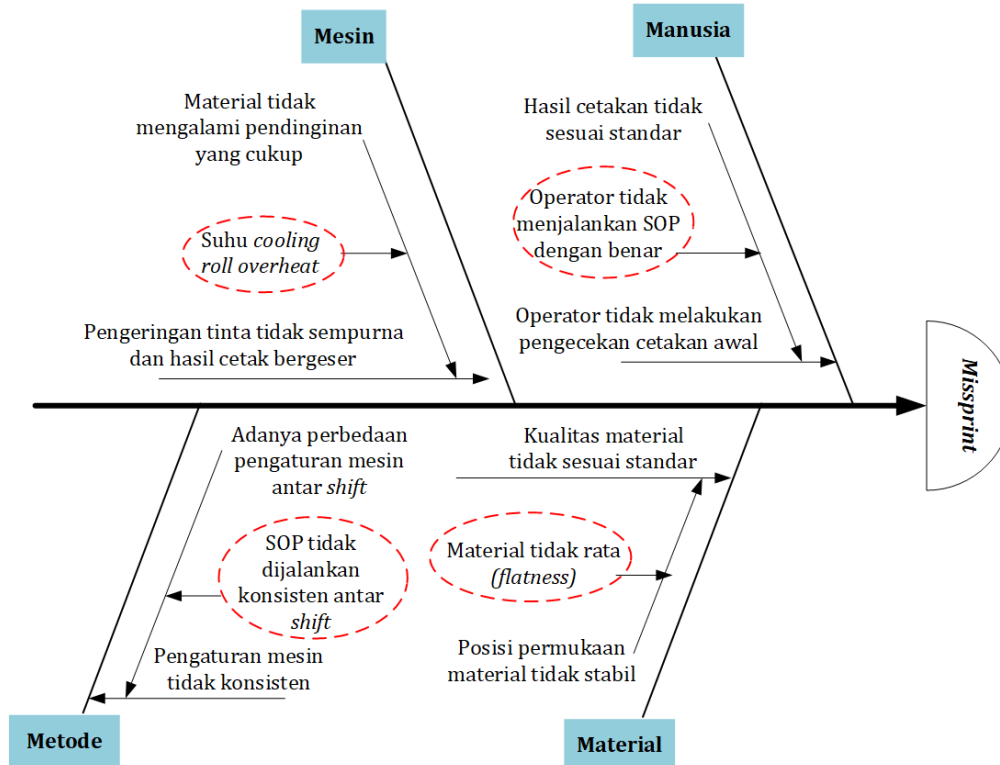 Mesin
Manusia
Material tidak
mengalami pendinginan
yang cukup
Suhu cooling
roll overheat
Pengeringan tinta tidak sempurna
dan hasil cetak bergeser
Hasil cetakan tidak
sesuai standar
Operator tidak
menjalankan SOP
dengan benar
Operator tidak melakukan
pengecekan cetakan awal
Missprint
Adanya perbedaan
pengaturan mesin
antar shift
SOP tidak
dijalankan
konsisten antar
shift
Pengaturan mesin
tidak konsisten
Kualitas material
tidak sesuai standar
Material tidak rata
(flatness)
Posisi permukaan
material tidak stabil
Metode
Material